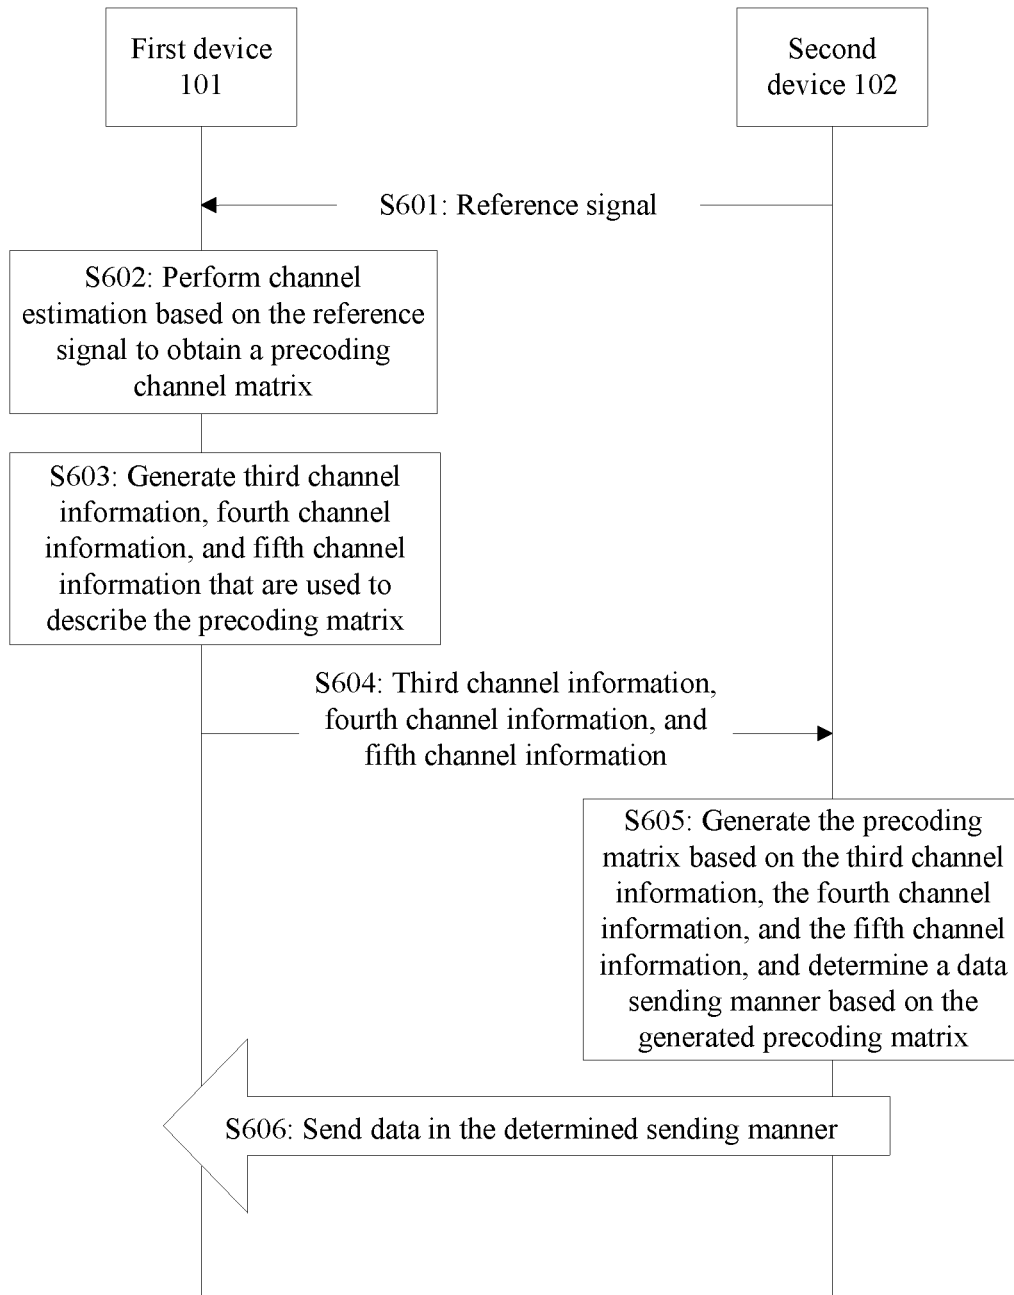 First device
101
Second
device 102
S601: Reference signal
S602: Perform channel
estimation based on the reference
signal to obtain a precoding
channel matrix
S603: Generate third channel
information, fourth channel
information, and fifth channel
information that are used to
describe the precoding matrix
S604: Third channel information,
fourth channel information, and
fifth channel information
S605: Generate the precoding
matrix based on the third channel
information, the fourth channel
information, and the fifth channel
information, and determine a data
sending manner based on the
generated precoding matrix
S606: Send data in the determined sending manner